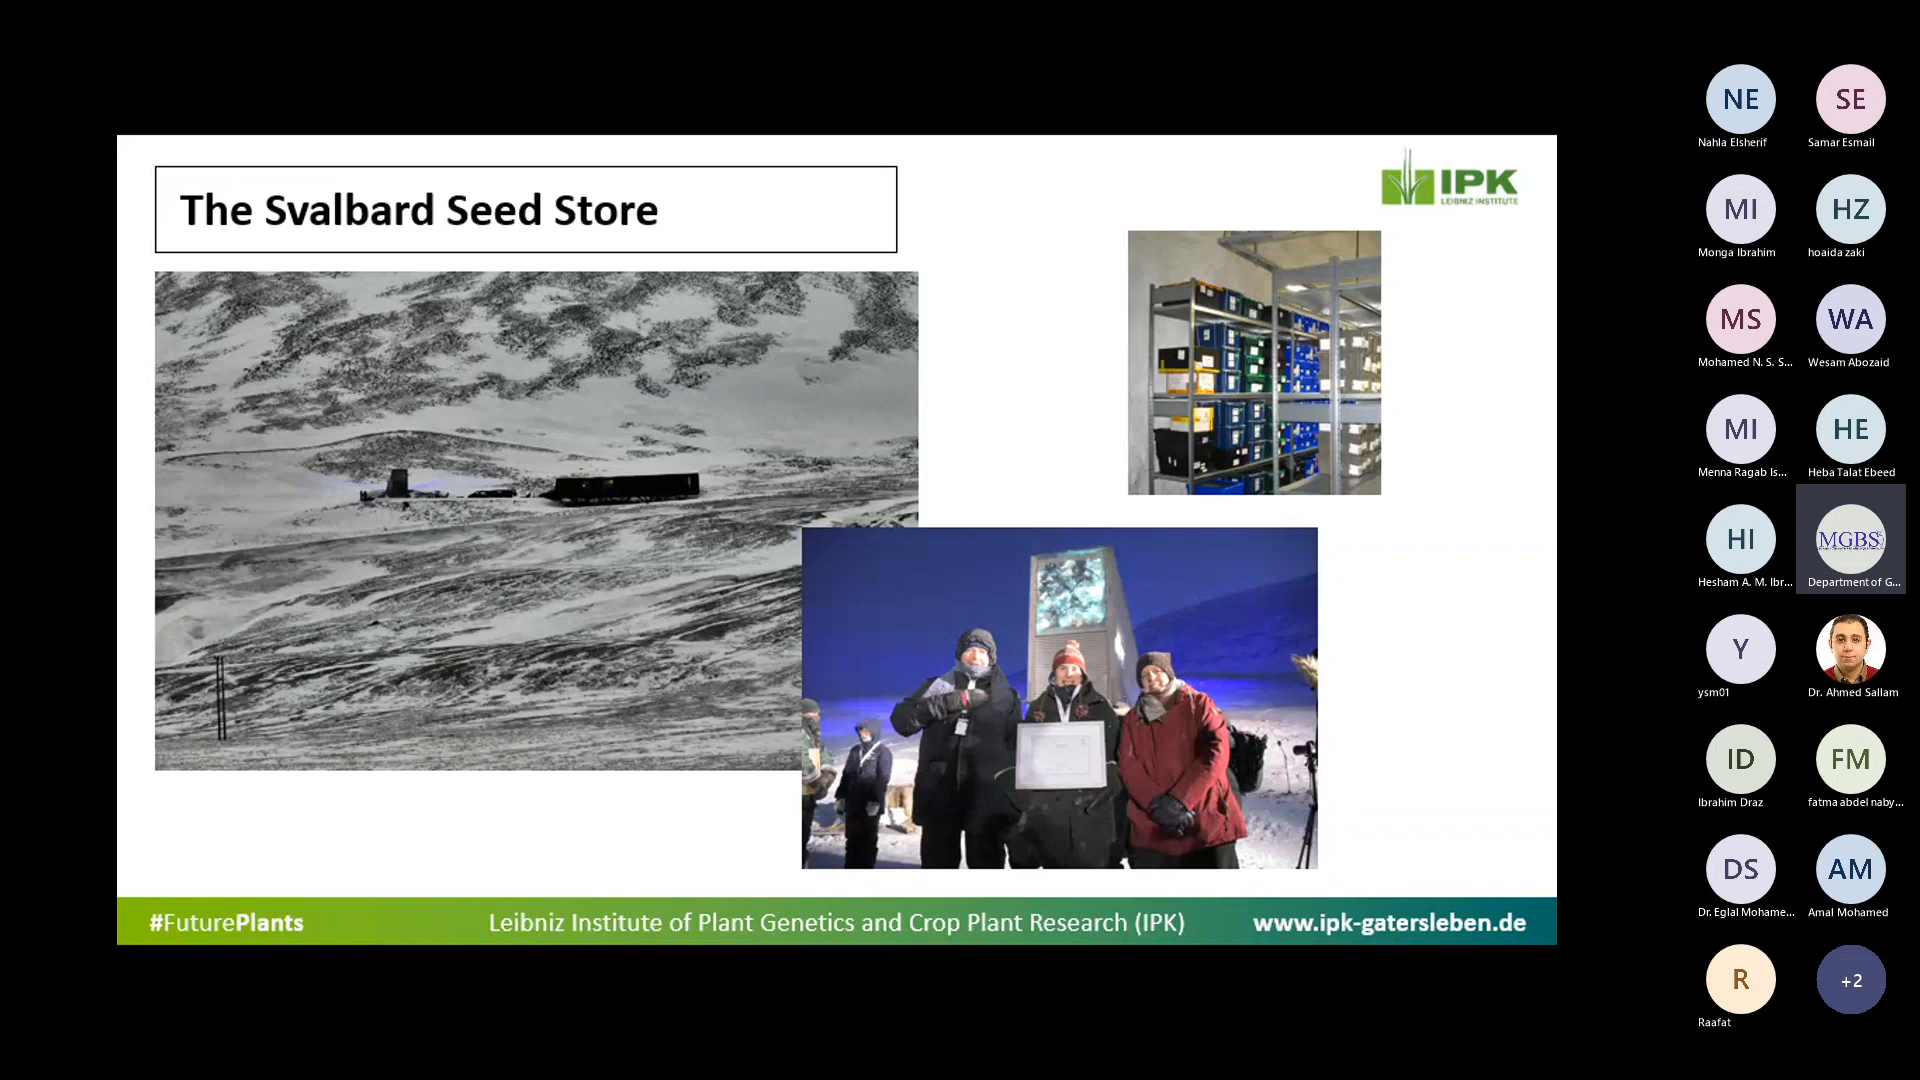 The Svalbard Seed Store
IPK
LEIBNIZ INSTITUTE
#FuturePlants
Leibniz Institute of Plant Genetics and Crop Plant Research (IPK)
www.ipk-gatersleben.de
NE
Nahla Elsherif
SE
Samar Esmail
MI
Monga Ibrahim
HZ
hoaida zaki
MS
Mohamed N. S. S...
WA
Wesam Abozaid
MI
Menna Ragab Is...
HE
Heba Talat Ebeed
HI
Hesham A. M. Ibr...
MGBS
Department of G...
Y
ysm01
Dr. Ahmed Sallam
ID
Ibrahim Draz
FM
fatma abdel naby...
DS
Dr. Eglal Mohame...
AM
Amal Mohamed
R
Raafat
+2